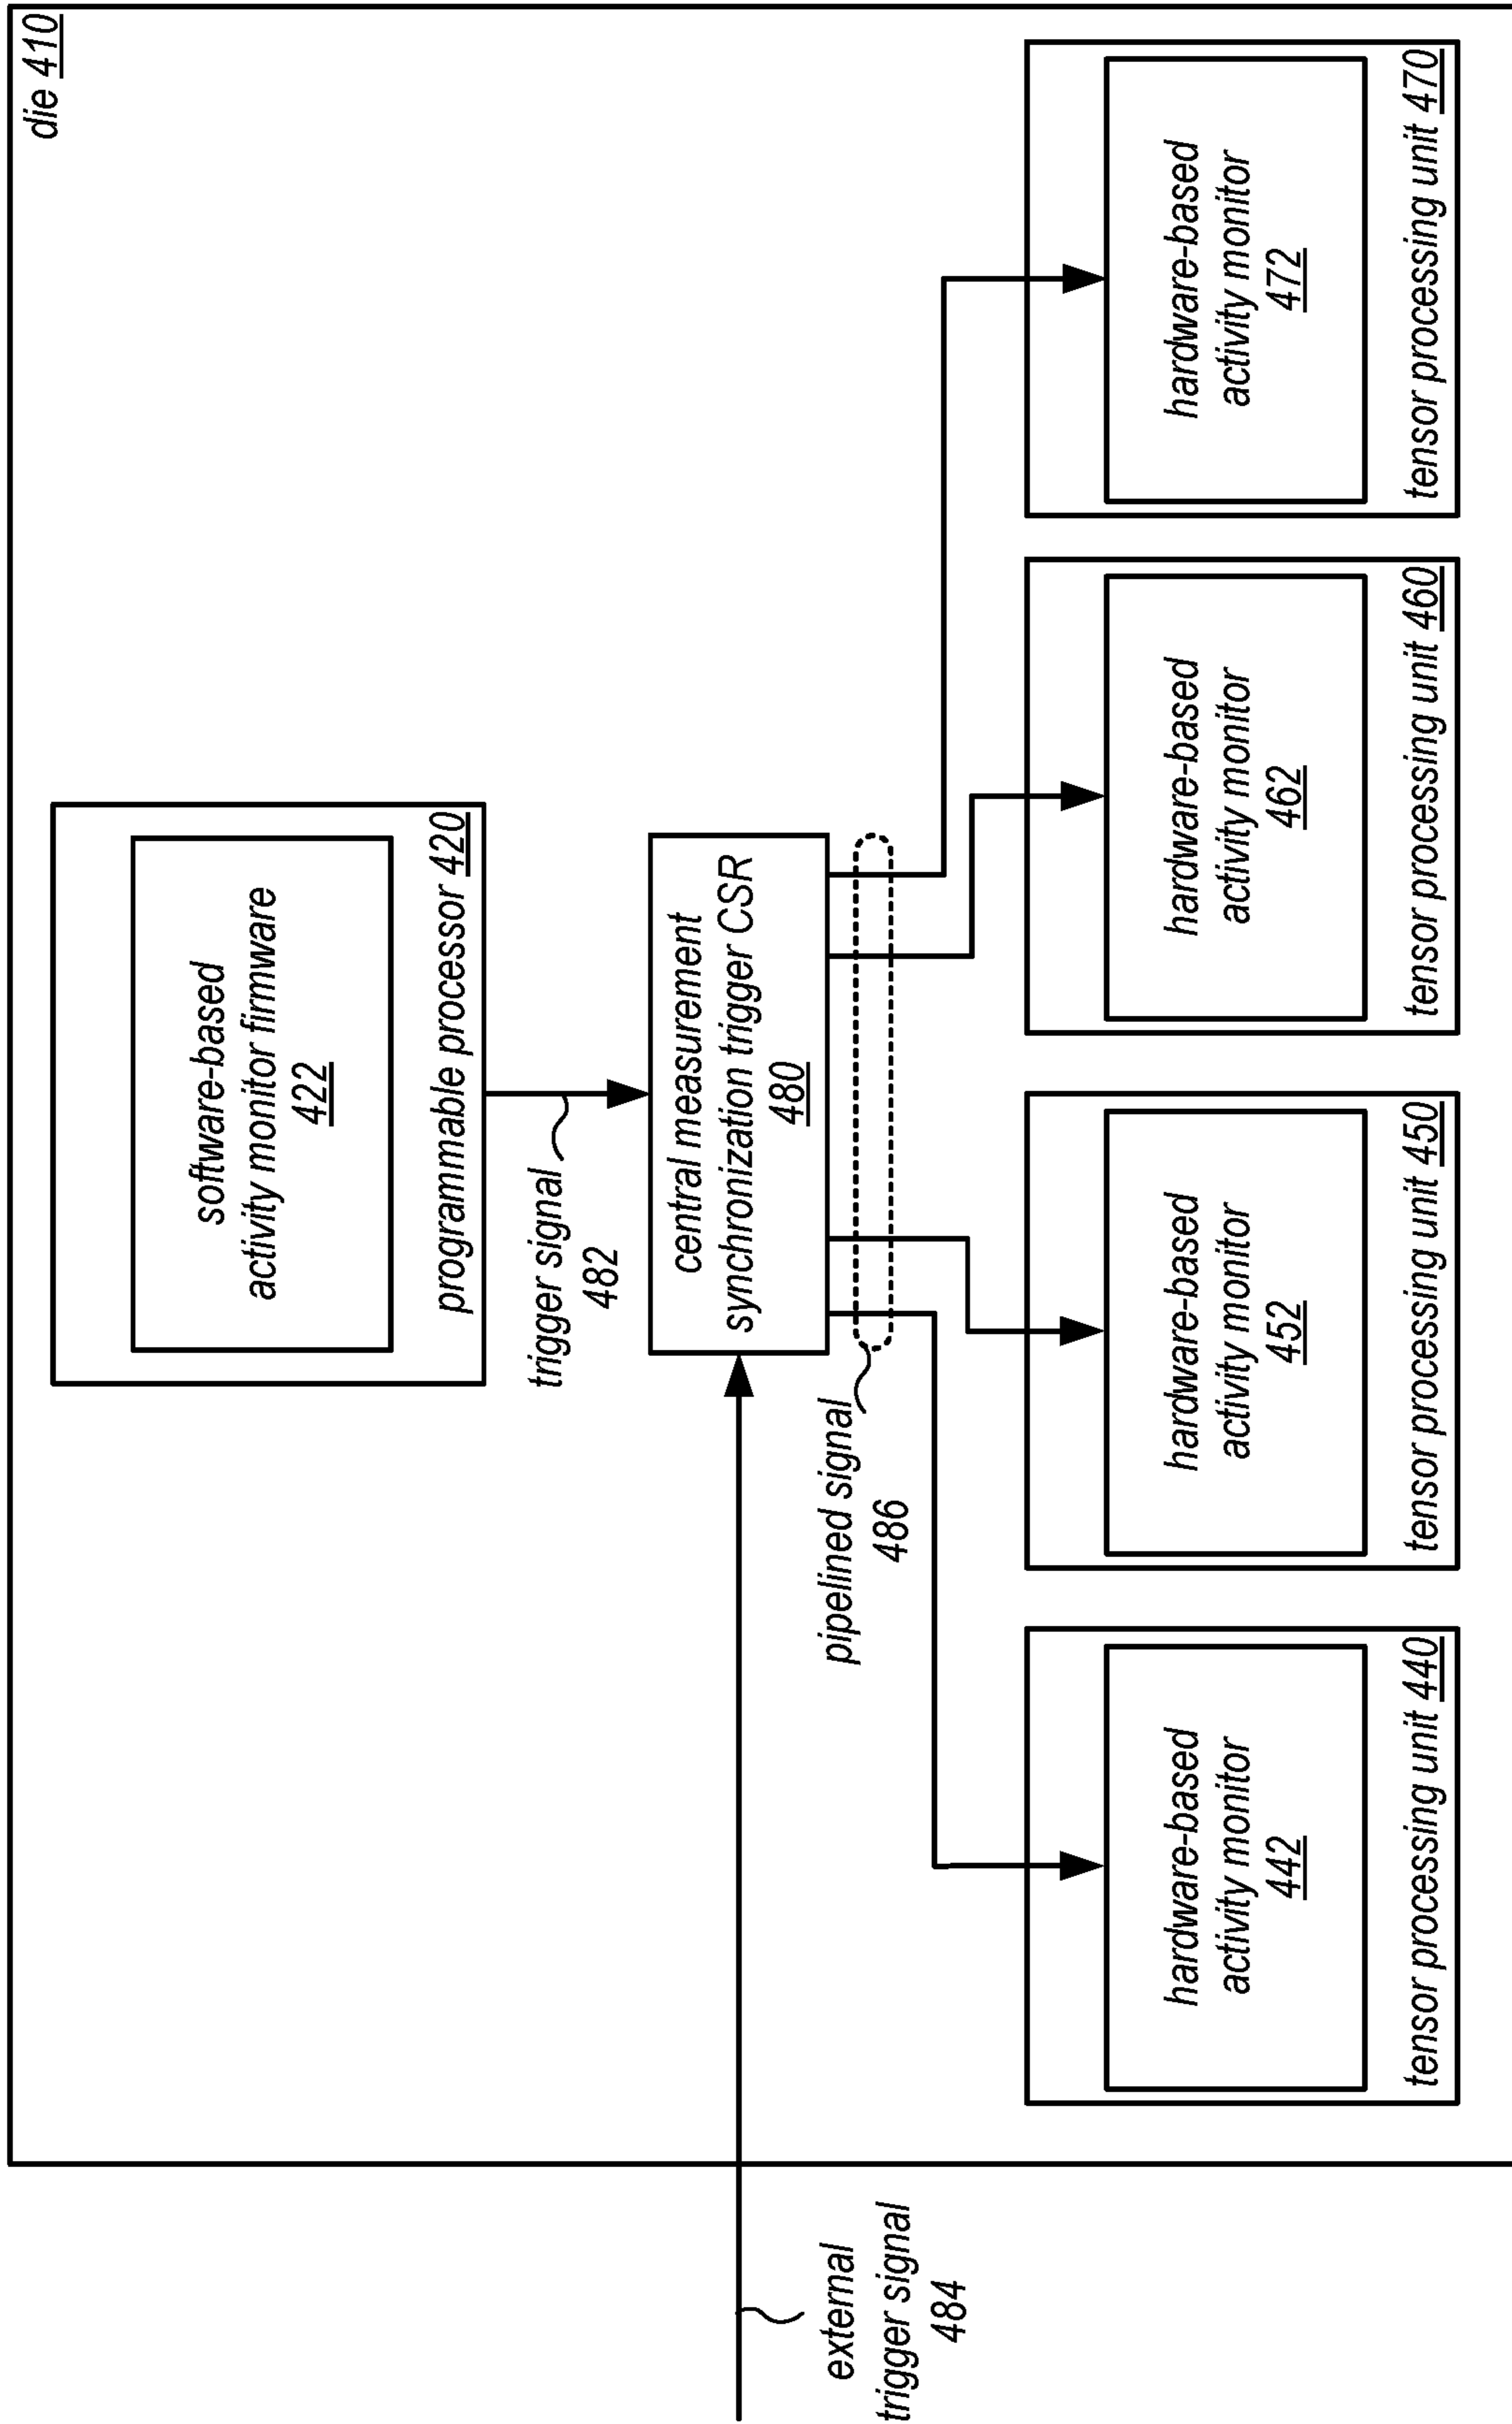 die 410
software-based
activity monitor firmware
422
programmable processor 420
trigger signal
482
central measurement
synchronization trigger CSR
480
external
trigger signal
484
pipelined signal
486
hardware-based
activity monitor
442
tensor processing unit 440
hardware-based
activity monitor
452
tensor processing unit 450
hardware-based
activity monitor
462
tensor processing unit 460
hardware-based
activity monitor
472
tensor processing unit 470